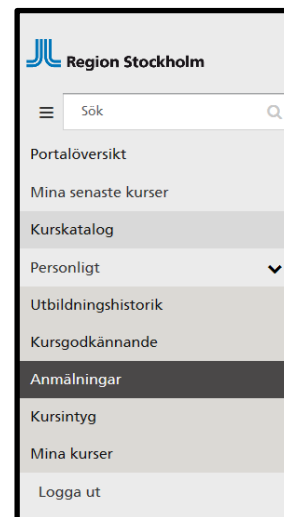 Region Stockholm
Sök
Portalöversikt
Mina senaste kurser
Kurskatalog
Personligt
Utbildningshistorik
Kursgodkännande
Anmälningar
Kursintyg
Mina kurser
Logga ut